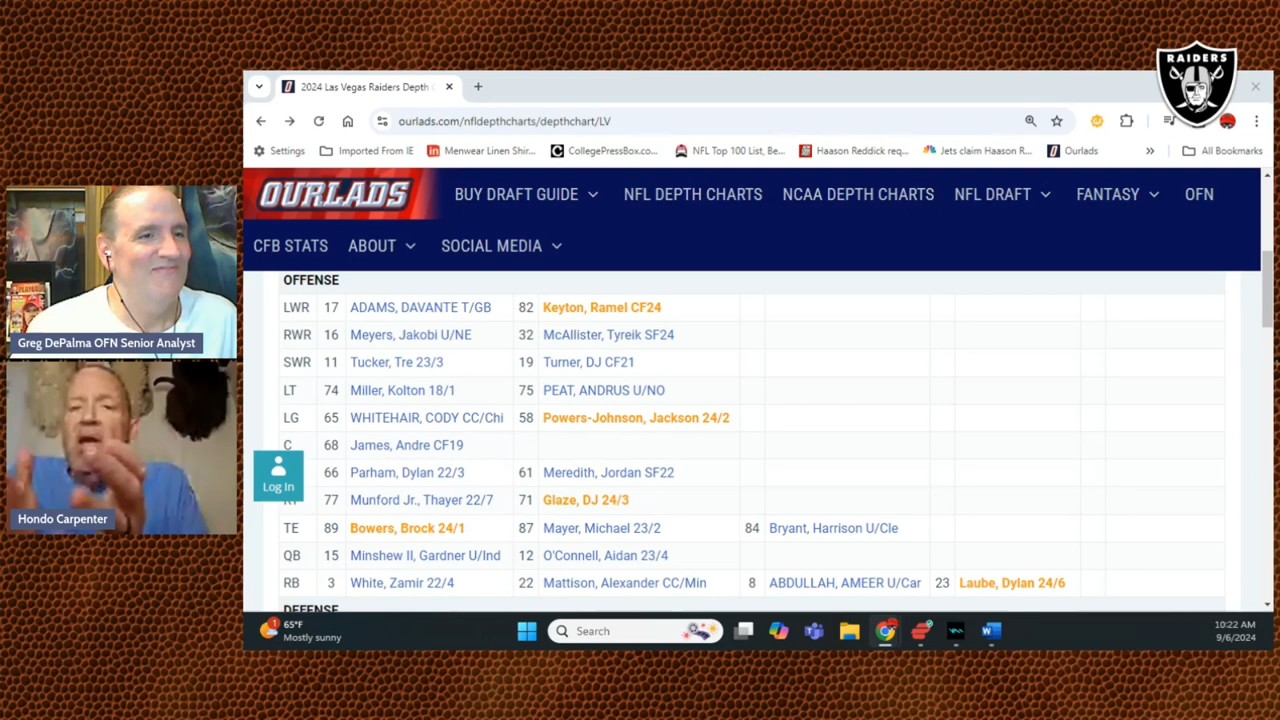 RAIDERS
2024 Las Vegas Raiders Depth
ourlads.com/nfldepthcharts/depthchart/LV
Settings Imported From IE Menwear Linen Shir... CollegePressBox.co... NFL Top 100 List, Be... Haason Reddick req... Jets claim Haason R... Ourlads All Bookmarks
OURLADS BUY DRAFT GUIDE NFL DEPTH CHARTS NCAA DEPTH CHARTS NFL DRAFT FANTASY OFN
CFB STATS ABOUT SOCIAL MEDIA
OFFENSE
LWR 17 ADAMS, DAVANTE T/GB 82 Keyton, Ramel CF24
RWR 16 Meyers, Jakobi U/NE 32 McAllister, Tyreik SF24
SWR 11 Tucker, Tre 23/3 19 Turner, DJ CF21
LT 74 Miller, Kolton 18/1 75 PEAT, ANDRUS U/NO
LG 65 WHITEHAIR, CODY CC/Chi 58 Powers-Johnson, Jackson 24/2
C 68 James, Andre CF19
66 Parham, Dylan 22/3 61 Meredith, Jordan SF22
RT 77 Munford Jr., Thayer 22/7 71 Glaze, DJ 24/3
TE 89 Bowers, Brock 24/1 87 Mayer, Michael 23/2 84 Bryant, Harrison U/Cle
QB 15 Minshew II, Gardner U/Ind 12 O'Connell, Aidan 23/4
RB 3 White, Zamir 22/4 22 Mattison, Alexander CC/Min 8 ABDULLAH, AMEER U/Car 23 Laube, Dylan 24/6
DEFENSE
Log In
Greg DePalma OFN Senior Analyst
Hondo Carpenter
1
65°F
Mostly sunny
Search
10:22 AM
9/6/2024